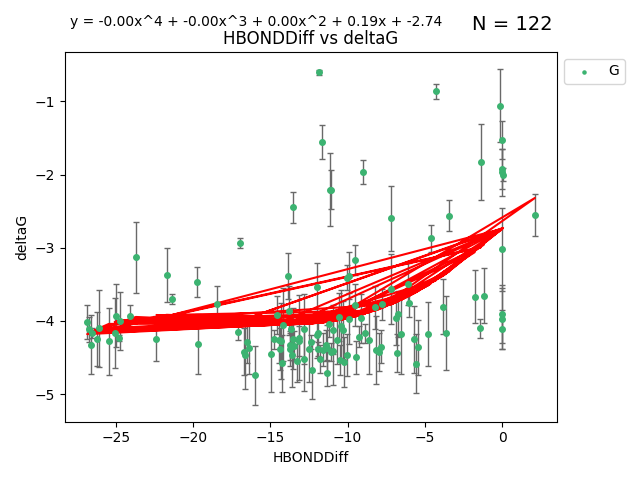 y = -0.00x^4 + -0.00x^3 + 0.00x^2 + 0.19x + -2.74
N = 122
HBONDDiff vs deltaG
G
deltaG
−1
−2
−3
−4
−5
−25
−20
−15
−10
−5
0
HBONDDiff